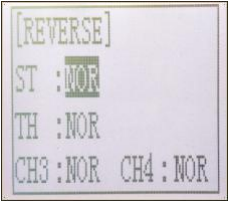 [REVERSE]
ST :NOR
TH :NOR
CH3:NOR CH4:NOR